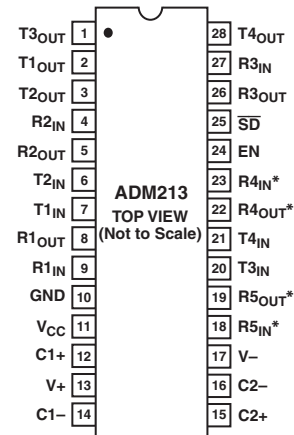 T3OUT 1 28 T4OUT
T1OUT 2 27 R3IN
T2OUT 3 26 R3OUT
R2IN 4 25 S̅D̅
R2OUT 5 24 EN
T2IN 6 23 R4IN*
ADM213
T1IN 7 TOP VIEW 22 R4OUT*
R1OUT 8 (Not to Scale) 21 T4IN
R1IN 9 20 T3IN
GND 10 19 R5OUT*
VCC 11 18 R5IN*
C1+ 12 17 V–
V+ 13 16 C2–
C1– 14 15 C2+